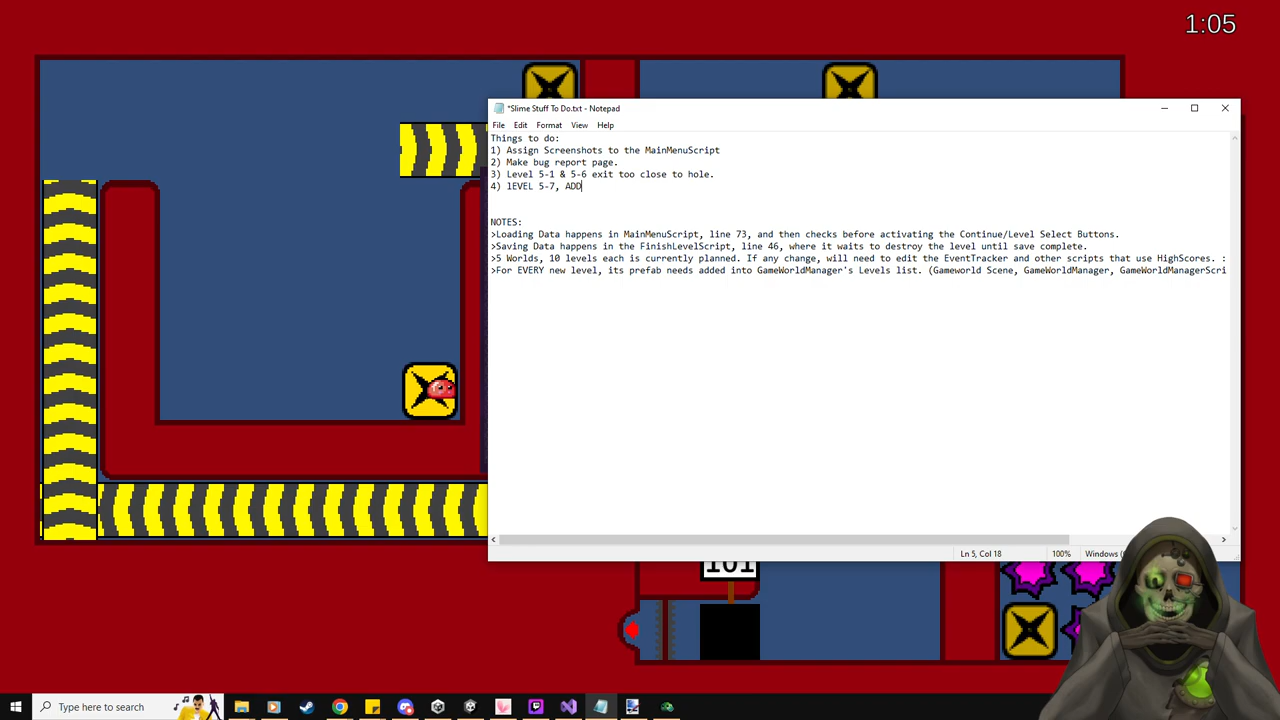 1:05
*Slime Stuff To Do.txt - Notepad
File Edit Format View Help
Things to do:
1) Assign Screenshots to the MainMenuScript
2) Make bug report page.
3) Level 5-1 & 5-6 exit too close to hole.
4) lEVEL 5-7, ADD
NOTES:
>Loading Data happens in MainMenuScript, line 73, and then checks before activating the Continue/Level Select Buttons.
>Saving Data happens in the FinishLevelScript, line 46, where it waits to destroy the level until save complete.
>5 Worlds, 10 levels each is currently planned. If any change, will need to edit the EventTracker and other scripts that use HighScores. :
>For EVERY new level, its prefab needs added into GameWorldManager's Levels list. (Gameworld Scene, GameWorldManager, GameWorldManagerScri
Ln 5, Col 18 100% Windows (
101
Type here to search